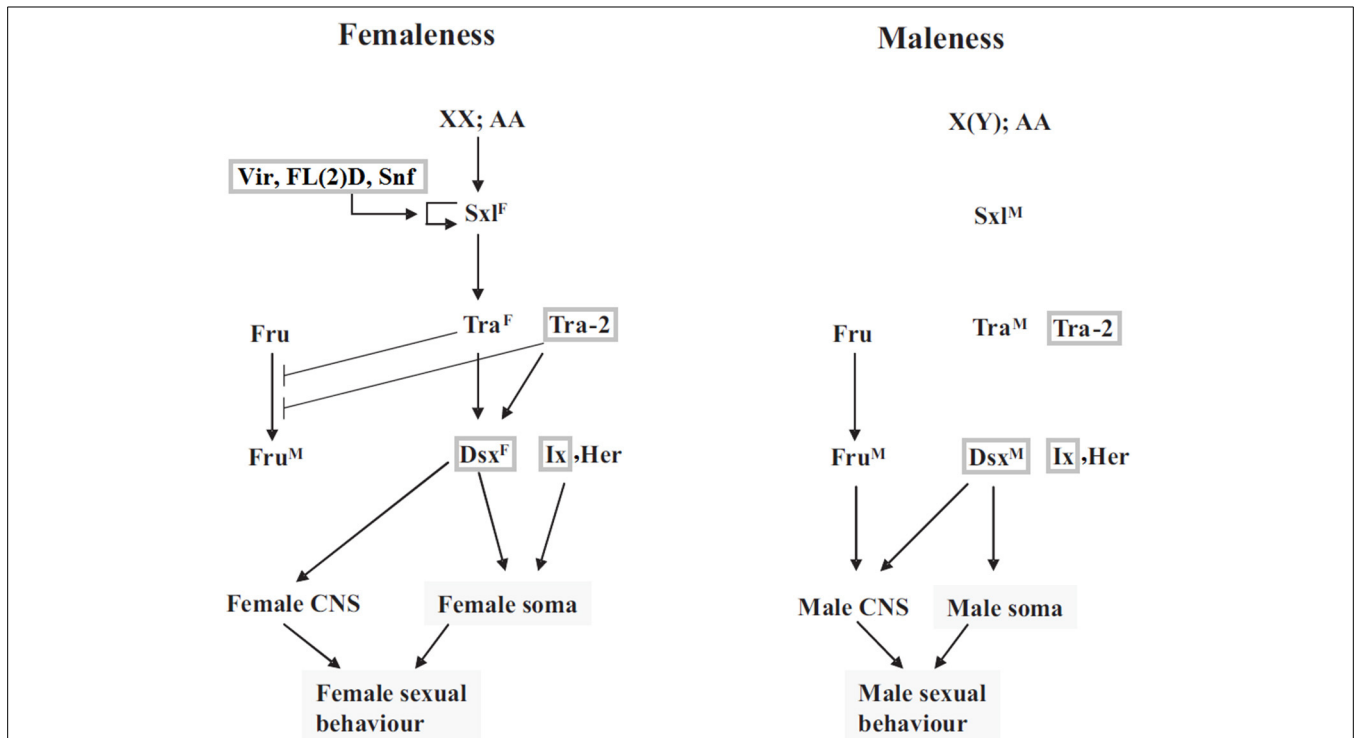 Femaleness
Maleness
XX; AA
X(Y); AA
Vir, FL(2)D, Snf
Sxlᶠ
Sxlᴹ
Fru
Traᶠ
Tra-2
Fru
Traᴹ
Tra-2
Fruᴹ
Dsxᶠ
Ix ,Her
Fruᴹ
Dsxᴹ
Ix ,Her
Female CNS
Female soma
Male CNS
Male soma
Female sexual
behaviour
Male sexual
behaviour